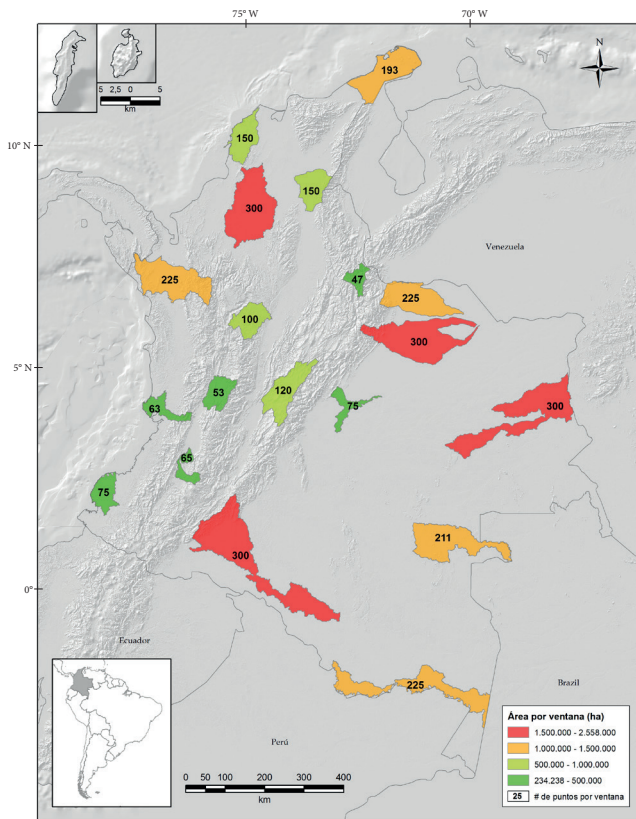 75°W
70°W
N
5 2,5 0 5
km
193
10°N
150
150
300
Venezuela
47
225
225
100
300
5°N
53
120
63
75
300
65
75
211
300
0°
Ecuador
225
Brazil
Perú
Área por ventana (ha)
1.500.000 - 2.558.000
1.000.000 - 1.500.000
500.000 - 1.000.000
234.238 - 500.000
25 # de puntos por ventana
0 50 100 200 300 400
km